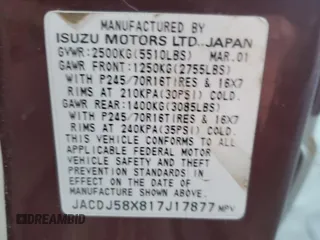 MANUFACTURED BY
ISUZU MOTORS LTD., JAPAN
GVWR: 2500KG(5510LBS) MAR.01
GAWR FRONT: 1250KG(2755LBS)
WITH P245/70R16TIRES & 16X7
RIMS AT 210KPA(30PSI) COLD.
GAWR REAR: 1400KG(3085LBS)
WITH P245/70R16TIRES & 16X7
RIMS AT 240KPA(35PSI) COLD.
THIS VEHICLE CONFORMS TO ALL
APPLICABLE FEDERAL MOTOR
VEHICLE SAFETY AND THEFT
PREVENTION STANDARDS IN
EFFECT ON THE DATE OF
MANUFACTURE SHOWN ABOVE.
JACDJ58X817J17877 MPV
DREAMBID